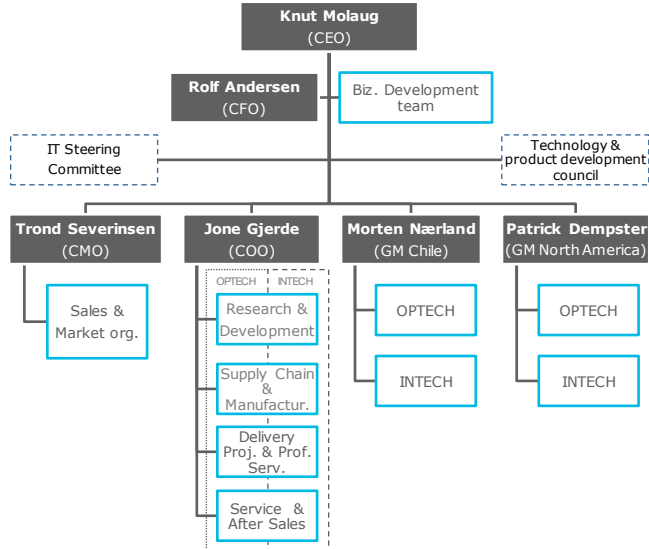 Knut Molaug
(CEO)
Rolf Andersen
(CFO)
Biz. Development
team
IT Steering
Committee
Technology &
product development
council
Trond Severinsen
(CMO)
Jone Gjerde
(COO)
Morten Nærland
(GM Chile)
Patrick Dempster
(GM North America)
OPTECH
INTECH
Sales &
Market org.
Research &
Development
Supply Chain
&
Manufactur.
Delivery
Proj. & Prof.
Serv.
Service &
After Sales
OPTECH
INTECH
OPTECH
INTECH